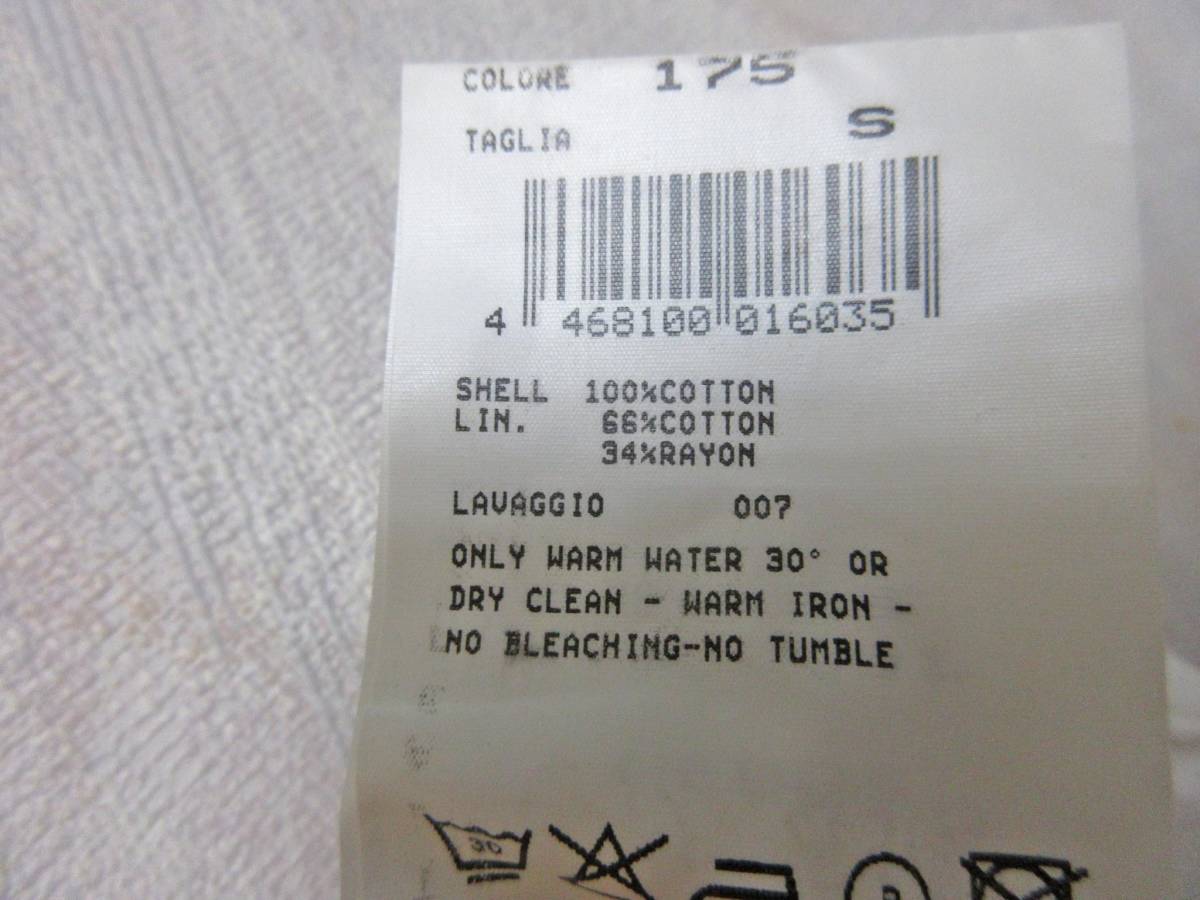 COLORE 175
TAGLIA S
4 468100 016035
SHELL 100%COTTON
LIN. 66%COTTON
34%RAYON
LAVAGGIO 007
ONLY WARM WATER 30° OR
DRY CLEAN - WARM IRON -
NO BLEACHING-NO TUMBLE
30
P